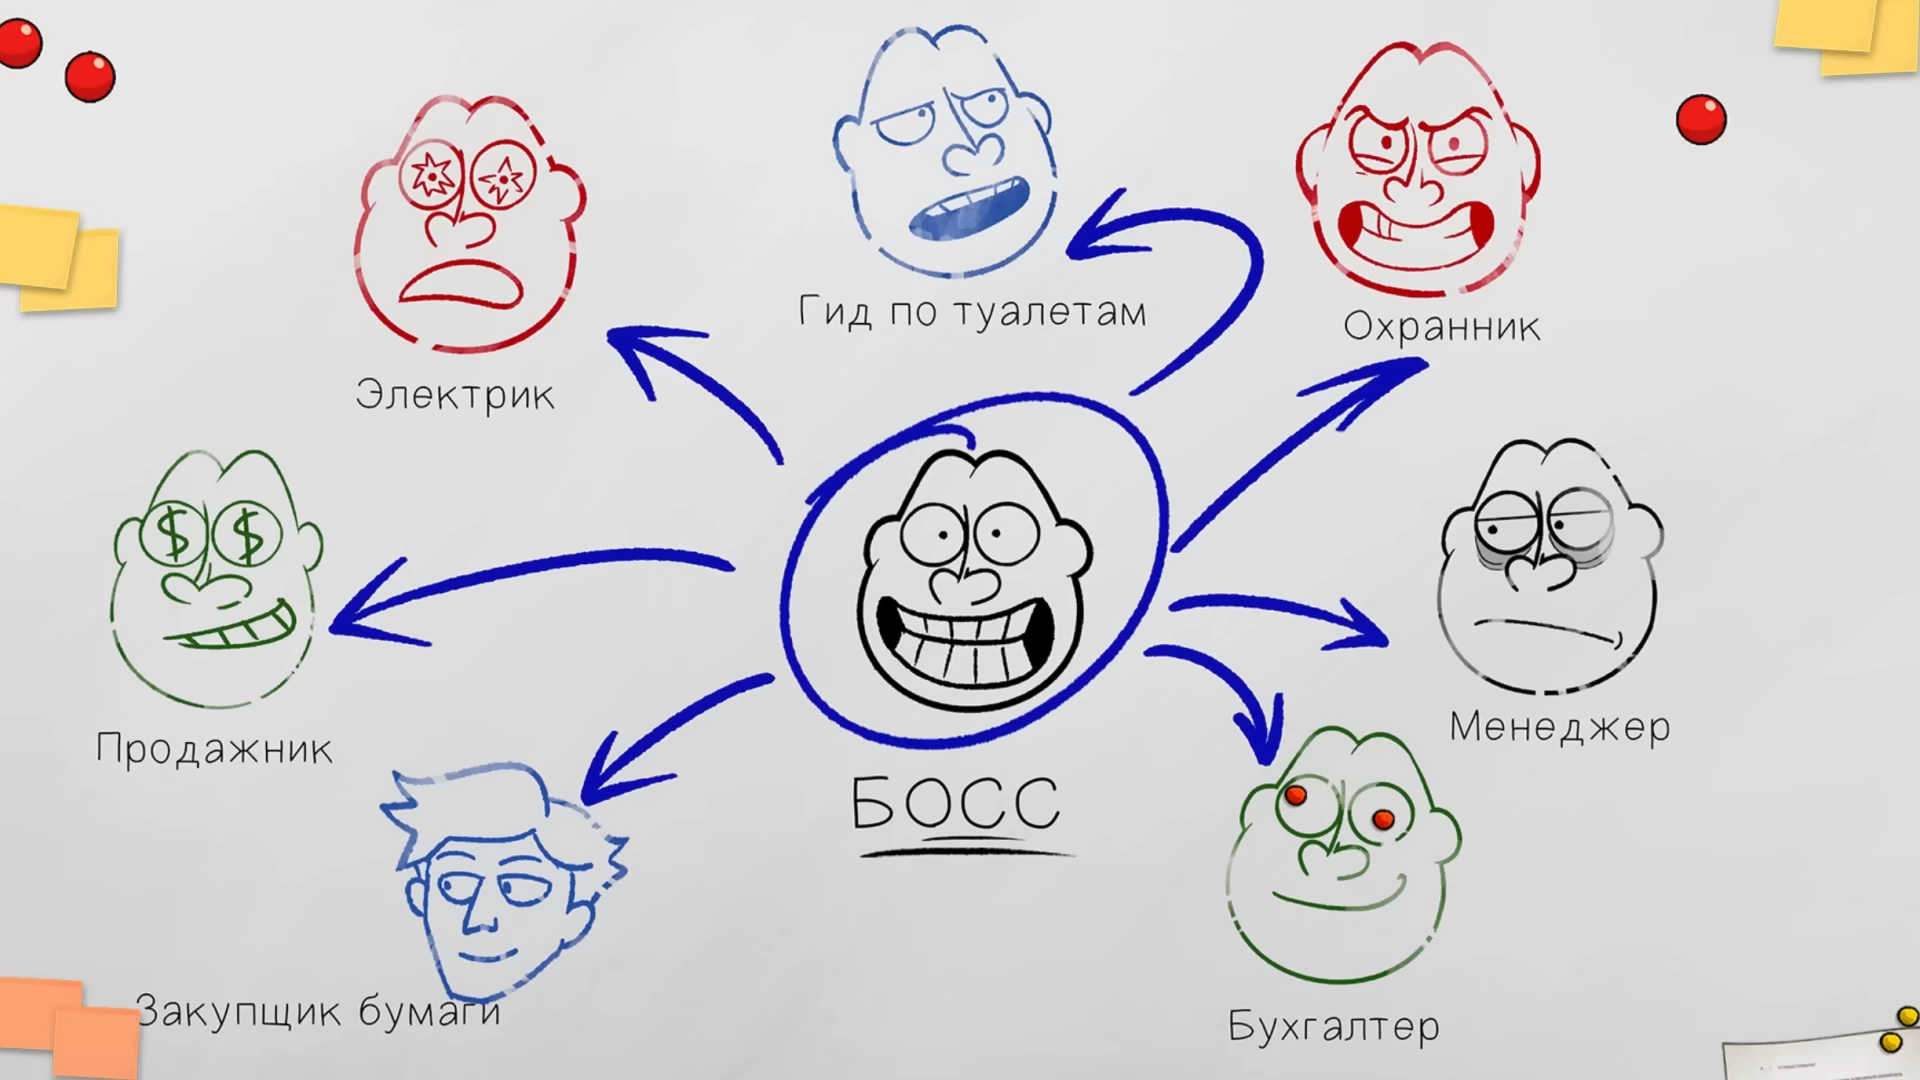 Гид по туалетам
Охранник
Электрик
Менеджер
Продажник
БОСС
Закупщик бумаги
Бухгалтер
$ $